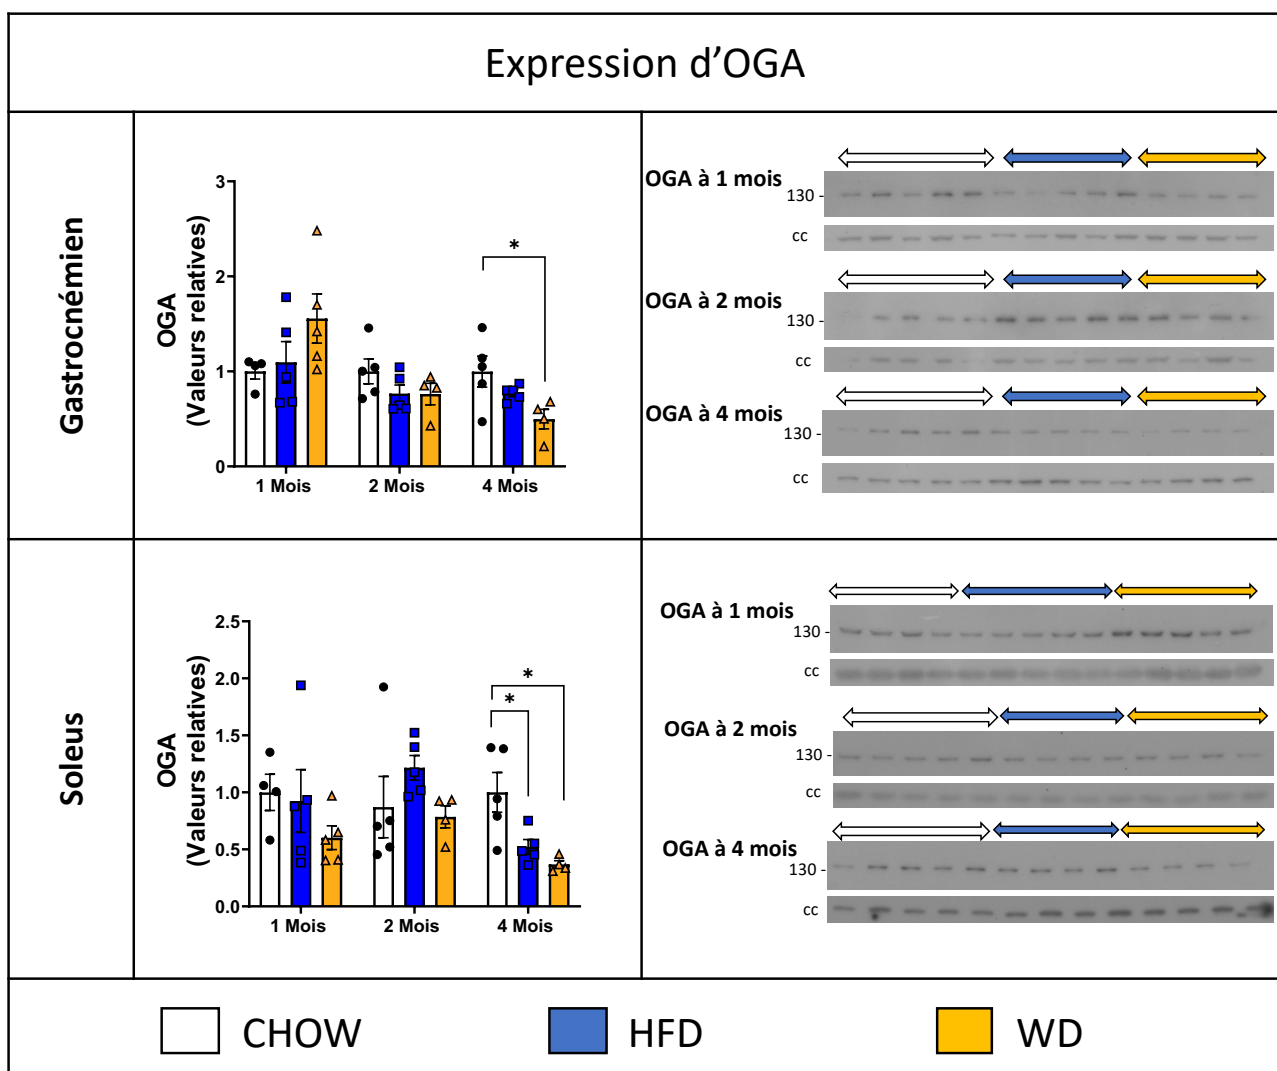 Expression d'OGA
Gastrocnémien
OGA
(Valeurs relatives)
3
2
1
0
*
1 Mois
2 Mois
4 Mois
OGA à 1 mois
130 -
cc
OGA à 2 mois
130 -
cc
OGA à 4 mois
130 -
cc
Soleus
OGA
(Valeurs relatives)
2.5
2.0
1.5
1.0
0.5
0.0
*
*
1 Mois
2 Mois
4 Mois
OGA à 1 mois
130 -
cc
OGA à 2 mois
130 -
cc
OGA à 4 mois
130 -
cc
CHOW
HFD
WD